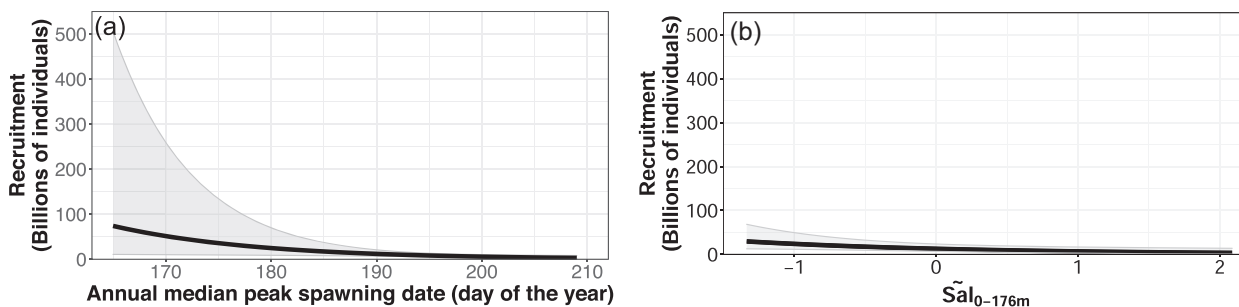 (a)
Recruitment
(Billions of individuals)
500
400
300
200
100
0
170
180
190
200
210
Annual median peak spawning date (day of the year)
(b)
Recruitment
(Billions of individuals)
500
400
300
200
100
0
−1
0
1
2
S̃al0−176m